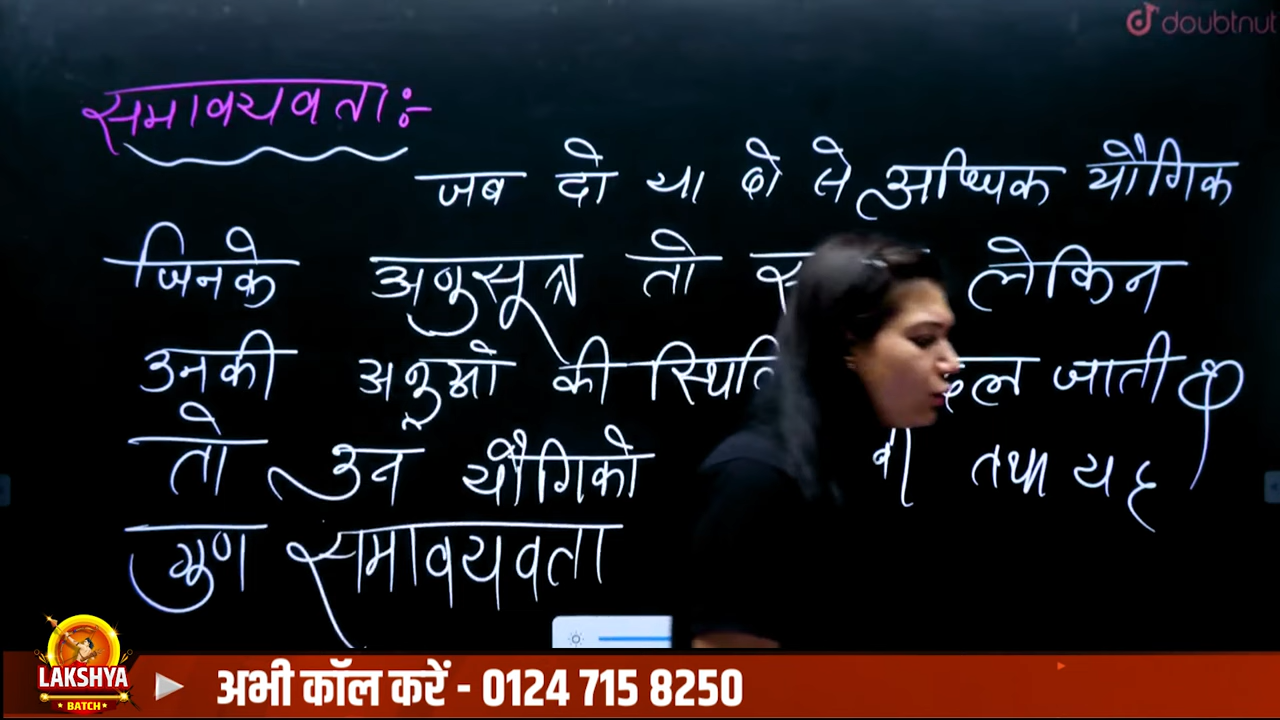 doubtnut
समावयवता :-
जब दो या दो से अधिक यौगिक
जिनके अनुसूत्र तो लेकिन
उनकी अणुओ की जाती
तो उन यौगिको तथा यह
गुण समावयवता
LAKSHYA
BATCH
अभी कॉल करें - 0124 715 8250